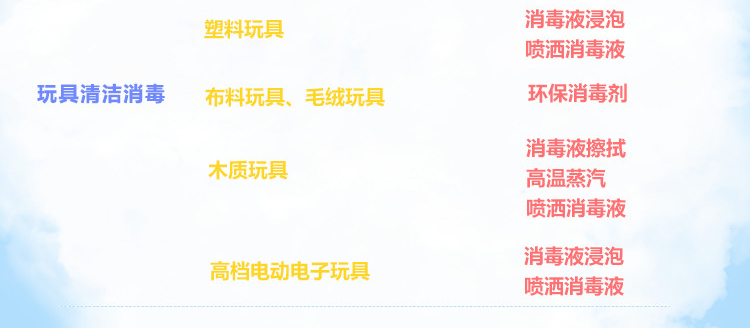 塑料玩具
消毒液浸泡
喷洒消毒液
玩具清洁消毒
布料玩具、毛绒玩具
环保消毒剂
木质玩具
消毒液擦拭
高温蒸汽
喷洒消毒液
高档电动电子玩具
消毒液浸泡
喷洒消毒液